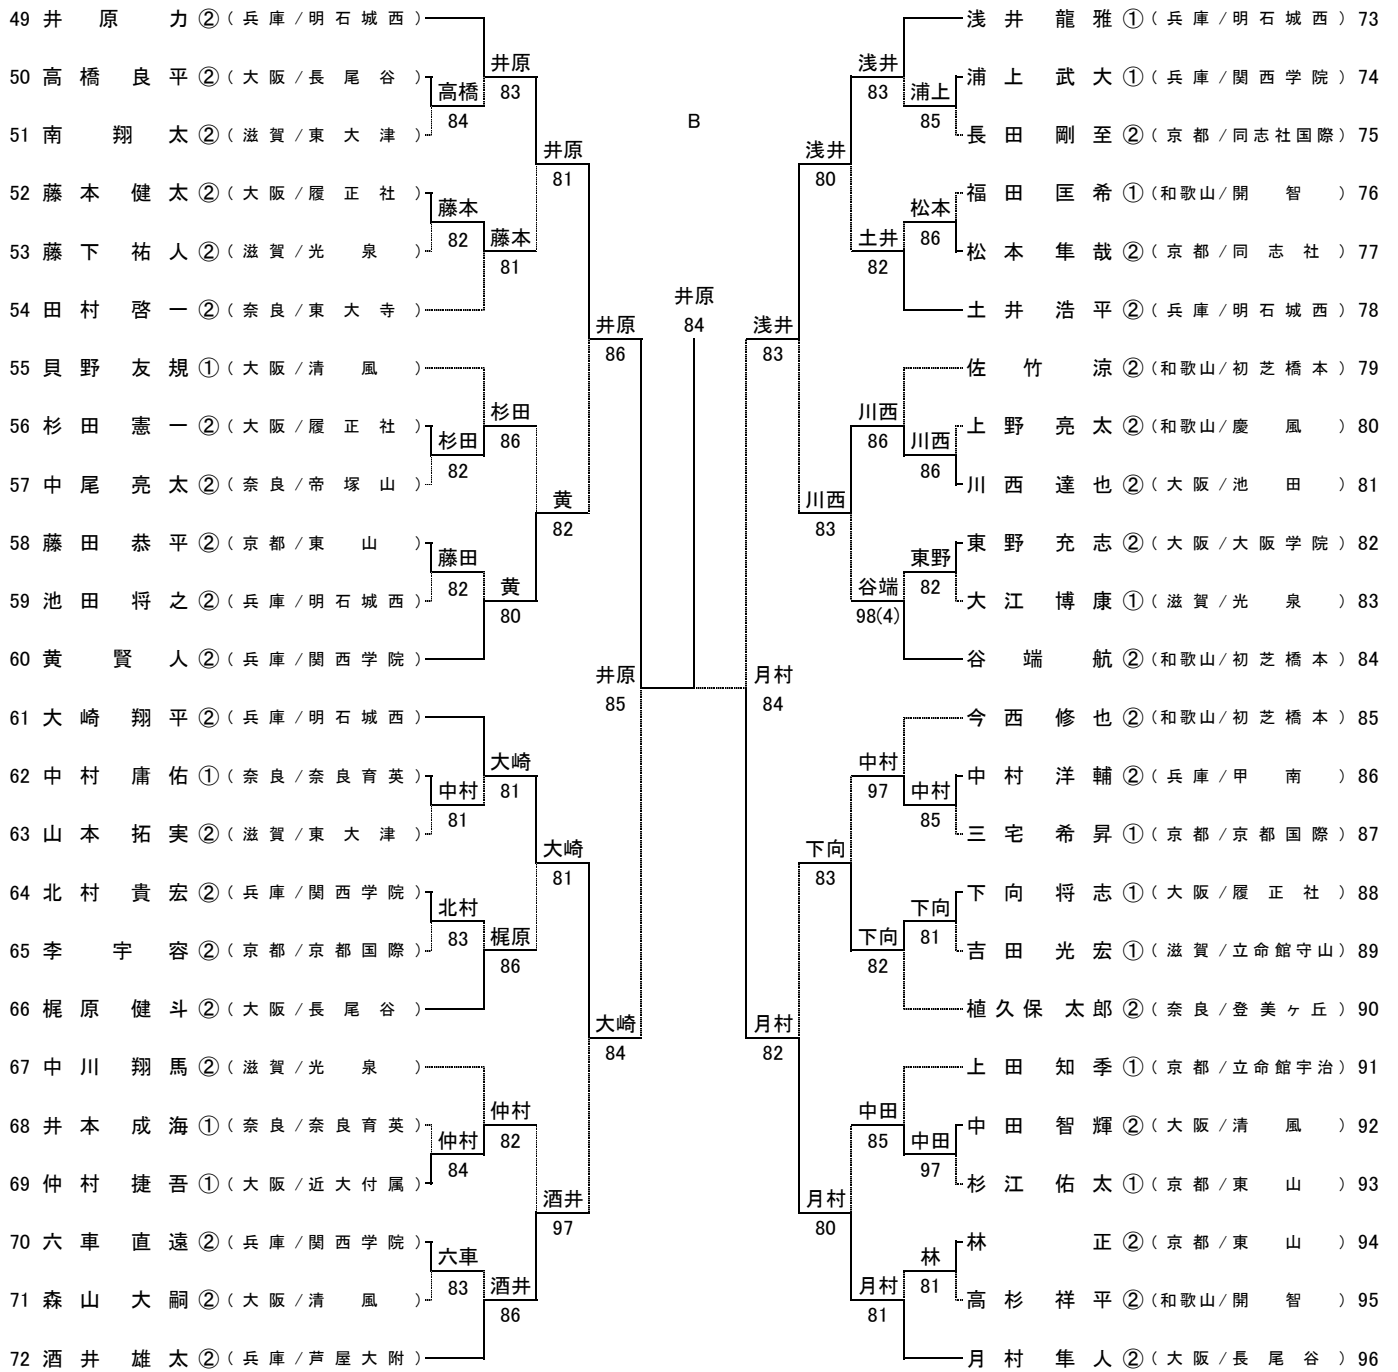 49 井原 力 ② (兵庫/明石城西)
50 高橋 良平 ② (大阪/長尾谷)
51 南 翔太 ② (滋賀/東大津)
52 藤本 健太 ② (大阪/履正社)
53 藤下 祐人 ② (滋賀/光泉)
54 田村 啓一 ② (奈良/東大寺)
55 貝野 友規 ① (大阪/清風)
56 杉田 憲一 ② (大阪/履正社)
57 中尾 亮太 ② (奈良/帝塚山)
58 藤田 恭平 ② (京都/東山)
59 池田 将之 ② (兵庫/明石城西)
60 黄 賢人 ② (兵庫/関西学院)
61 大崎 翔平 ② (兵庫/明石城西)
62 中村 庸佑 ① (奈良/奈良育英)
63 山本 拓実 ② (滋賀/東大津)
64 北村 貴宏 ② (兵庫/関西学院)
65 李 宇容 ② (京都/京都国際)
66 梶原 健斗 ② (大阪/長尾谷)
67 中川 翔馬 ② (滋賀/光泉)
68 井本 成海 ① (奈良/奈良育英)
69 仲村 捷吾 ① (大阪/近大付属)
70 六車 直遠 ② (兵庫/関西学院)
71 森山 大嗣 ② (大阪/清風)
72 酒井 雄太 ② (兵庫/芦屋大附)
高橋
84
藤本
82
杉田
82
藤田
82
中村
81
北村
83
仲村
84
六車
83
井原
83
藤本
81
杉田
86
黄
80
大崎
81
梶原
86
仲村
82
酒井
86
井原
81
黄
82
大崎
81
酒井
97
井原
86
大崎
84
井原
85
B
井原
84
月村
84
浅井
83
月村
82
浅井
80
川西
83
下向
83
月村
80
浅井
83
土井
82
川西
86
谷端
98(4)
中村
97
下向
82
中田
85
月村
81
浦上
85
松本
86
川西
86
東野
82
中村
85
下向
81
中田
97
林
81
浅井 龍雅 ① (兵庫/明石城西) 73
浦上 武大 ① (兵庫/関西学院) 74
長田 剛至 ② (京都/同志社国際) 75
福田 匡希 ① (和歌山/開智) 76
松本 隼哉 ② (京都/同志社) 77
土井 浩平 ② (兵庫/明石城西) 78
佐竹 涼 ② (和歌山/初芝橋本) 79
上野 亮太 ② (和歌山/慶風) 80
川西 達也 ② (大阪/池田) 81
東野 充志 ② (大阪/大阪学院) 82
大江 博康 ① (滋賀/光泉) 83
谷端 航 ② (和歌山/初芝橋本) 84
今西 修也 ② (和歌山/初芝橋本) 85
中村 洋輔 ② (兵庫/甲南) 86
三宅 希昇 ① (京都/京都国際) 87
下向 将志 ① (大阪/履正社) 88
吉田 光宏 ① (滋賀/立命館守山) 89
植久保 太郎 ② (奈良/登美ヶ丘) 90
上田 知季 ① (京都/立命館宇治) 91
中田 智輝 ② (大阪/清風) 92
杉江 佑太 ① (京都/東山) 93
林 正 ② (京都/東山) 94
高杉 祥平 ② (和歌山/開智) 95
月村 隼人 ② (大阪/長尾谷) 96